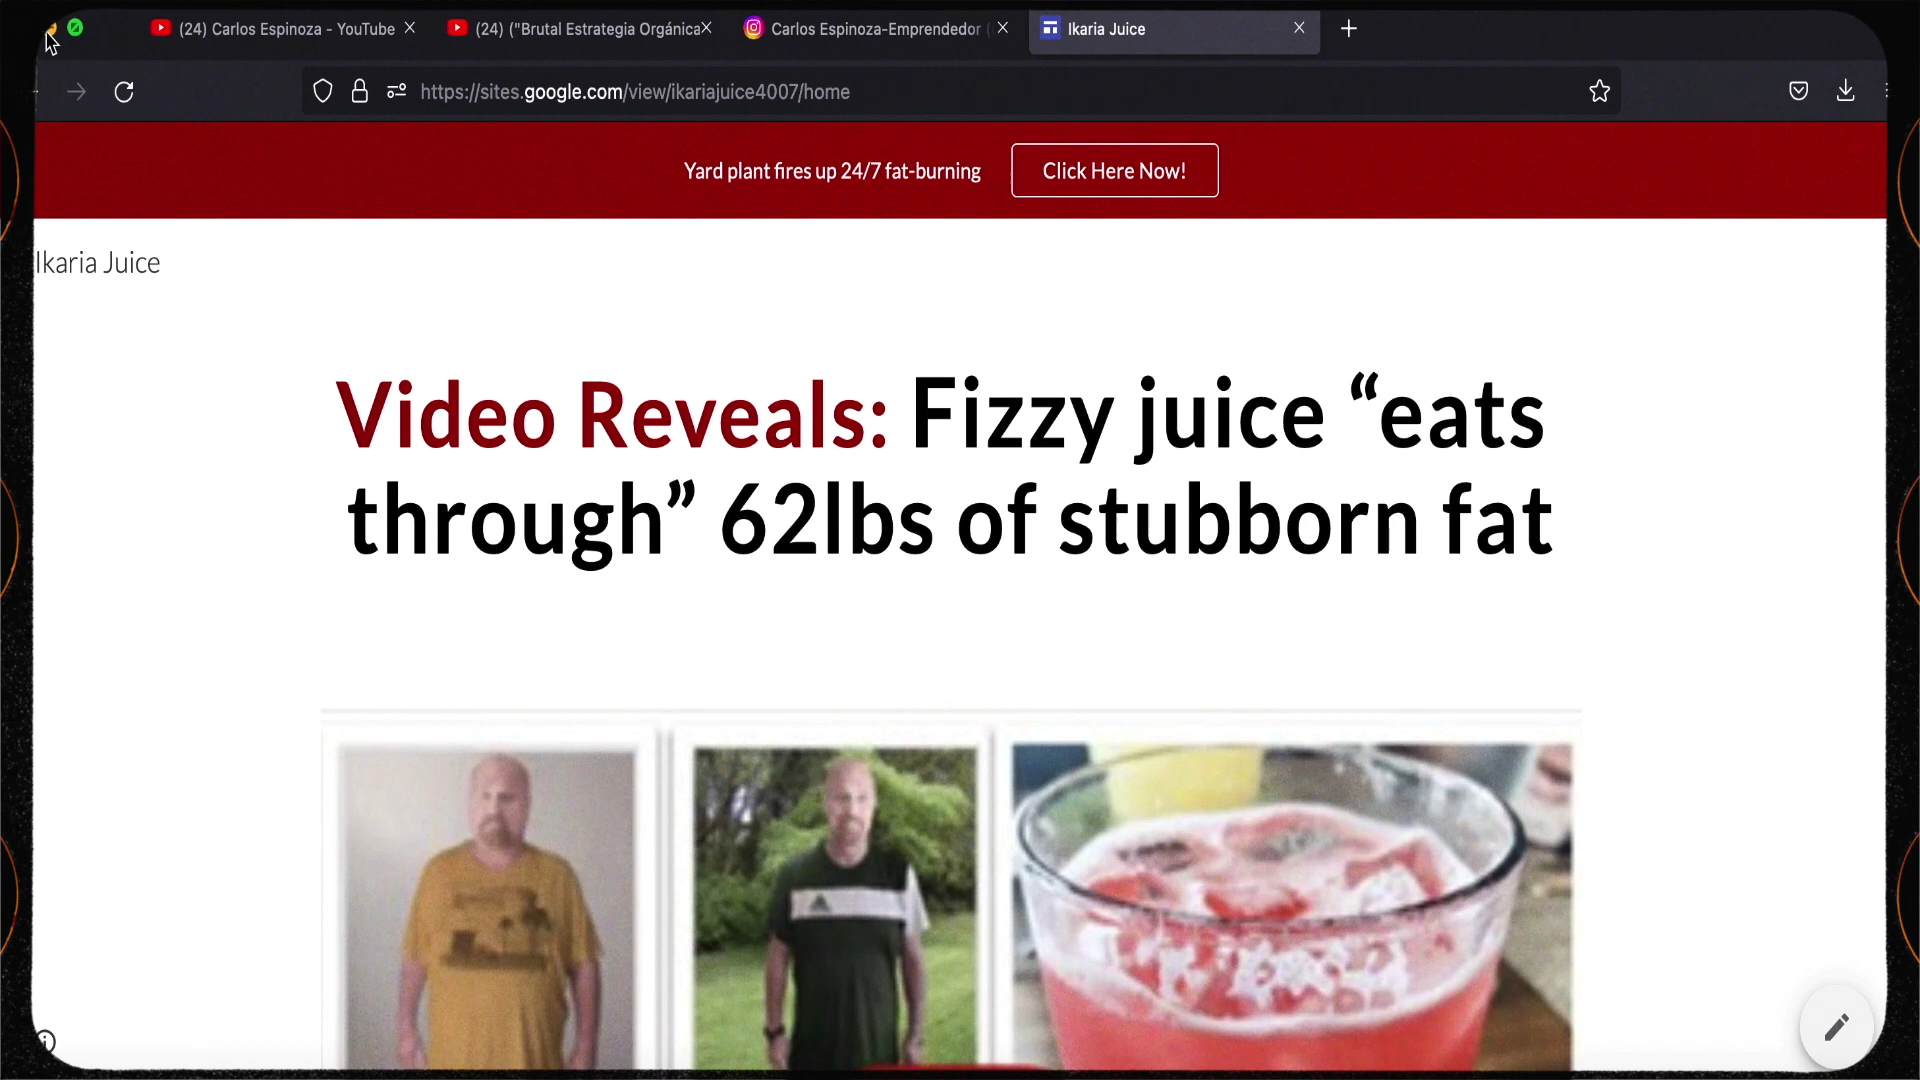 (24) Carlos Espinoza - YouTube
(24) ("Brutal Estrategia Orgánica
Carlos Espinoza-Emprendedor (
Ikaria Juice
https://sites.google.com/view/ikariajuice4007/home
Yard plant fires up 24/7 fat-burning
Click Here Now!
Ikaria Juice
Video Reveals: Fizzy juice “eats
through” 62lbs of stubborn fat